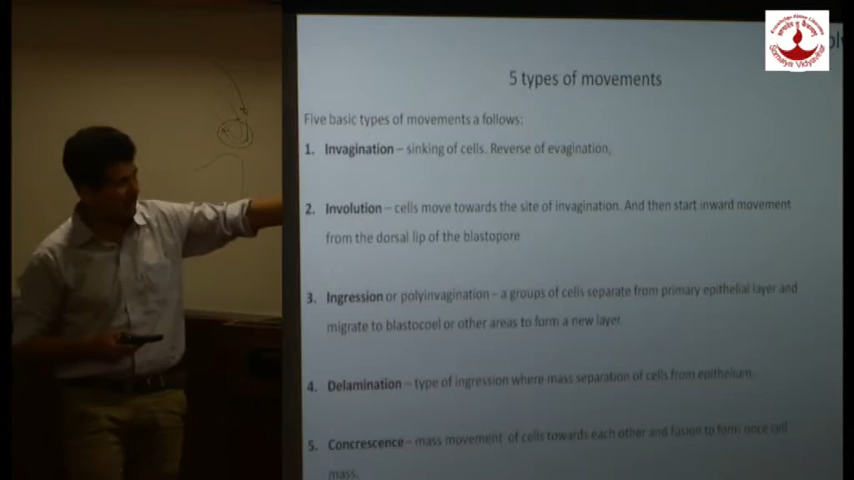 5 types of movements
Five basic types of movements a follows:
1. Invagination – sinking of cells. Reverse of evagination,
2. Involution – cells move towards the site of invagination. And then start inward movement
from the dorsal lip of the blastopore
3. Ingression or polyinvagination – a groups of cells separate from primary epithelial layer and
migrate to blastocoel or other areas to form a new layer.
4. Delamination – type of ingression where mass separation of cells from epithelium.
5. Concrescence – mass movement of cells towards each other and fusion to form once cell
mass.
Somaiya Vidyavihar